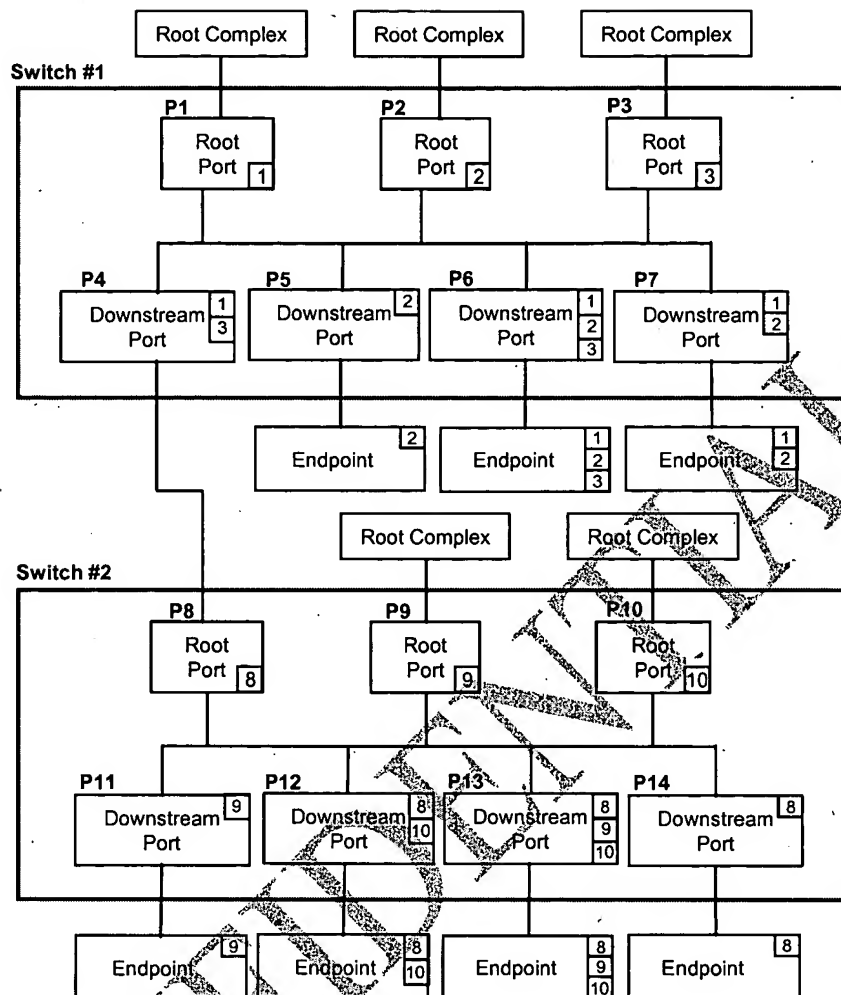 Root Complex
Root Complex
Root Complex
Switch #1
P1
P2
P3
Root
Port
1
Root
Port
2
Root
Port
3
P4
P5
P6
P7
Downstream
Port
1
3
Downstream
Port
2
Downstream
Port
1
2
3
Downstream
Port
1
2
Endpoint
2
Endpoint
1
2
3
Endpoint
1
2
Root Complex
Root Complex
Switch #2
P8
P9
P10
Root
Port
8
Root
Port
9
Root
Port
10
P11
P12
P13
P14
Downstream
Port
9
Downstream
Port
8
10
Downstream
Port
8
9
10
Downstream
Port
8
Endpoint
9
Endpoint
8
10
Endpoint
8
9
10
Endpoint
8